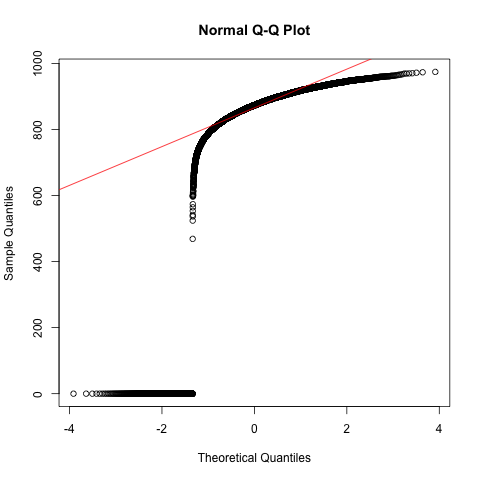 Normal Q-Q Plot
Sample Quantiles
1000
800
600
400
200
0
-4 -2 0 2 4
Theoretical Quantiles